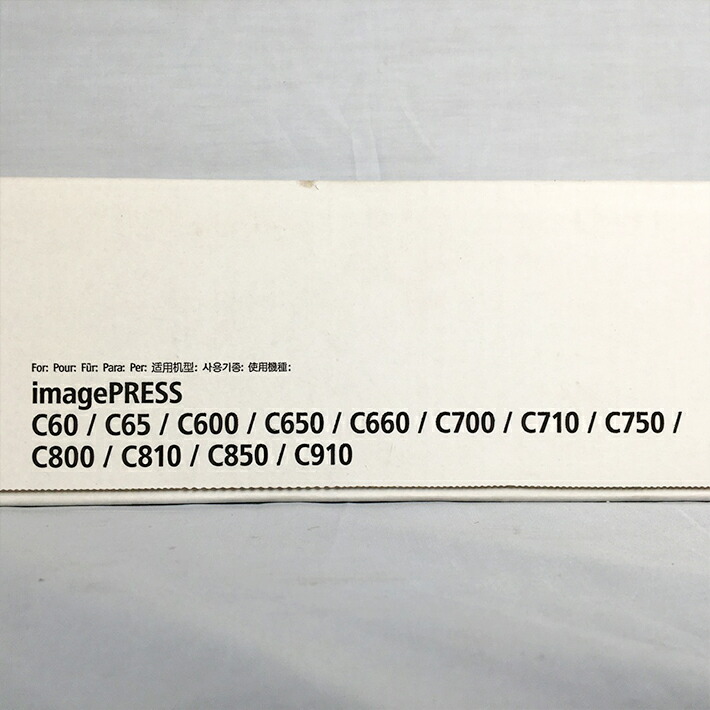 For: Pour: Für: Para: Per: 适用机型: 사용기종: 使用機種:
imagePRESS
C60 / C65 / C600 / C650 / C660 / C700 / C710 / C750 /
C800 / C810 / C850 / C910